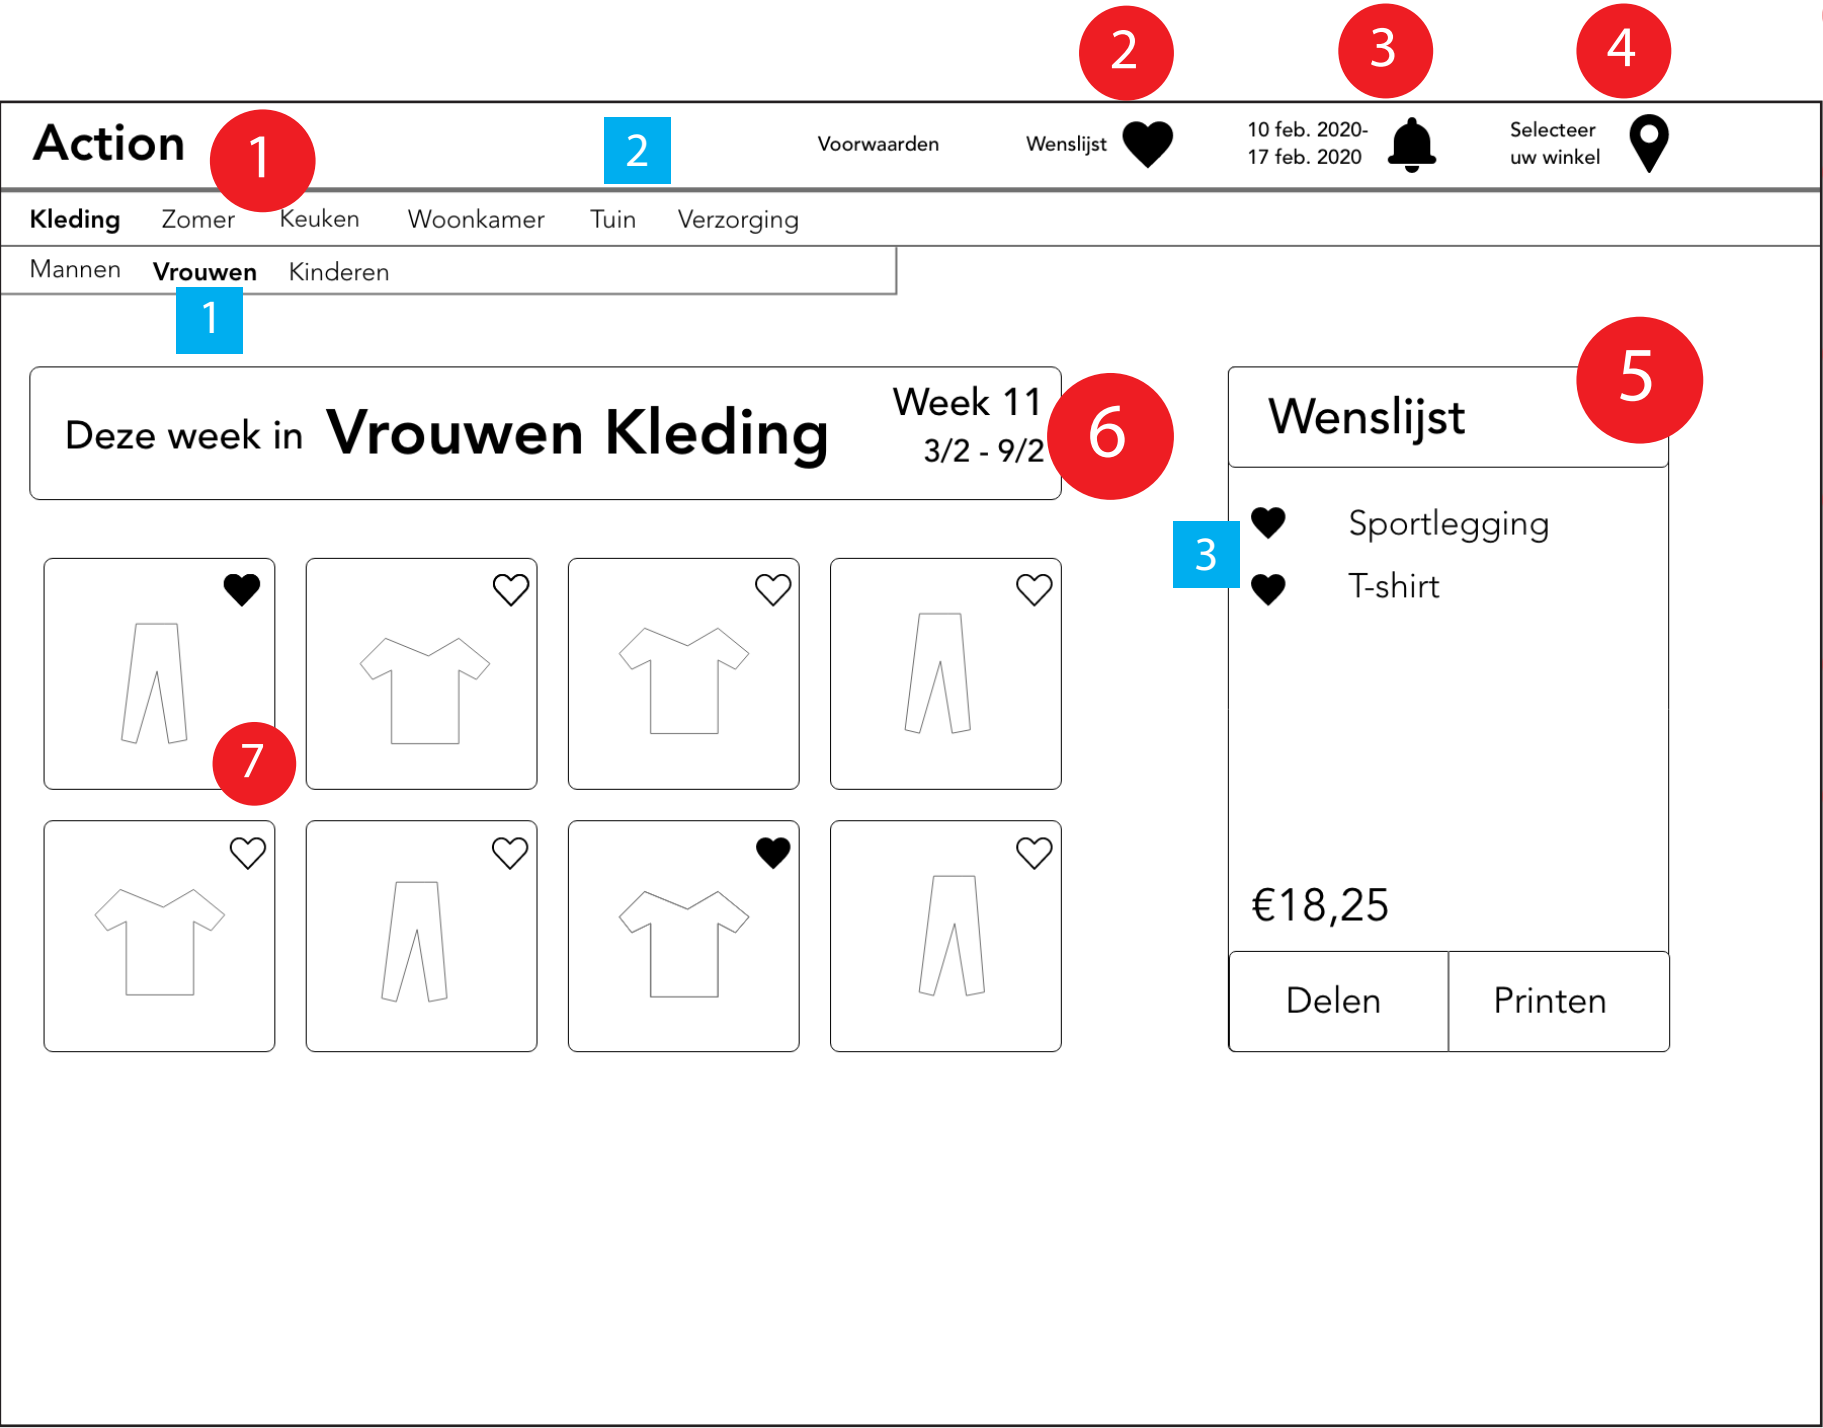 2
3
4
Action
1
2
Voorwaarden
Wenslijst
10 feb. 2020-
17 feb. 2020
Selecteer
uw winkel
Kleding
Zomer
Keuken
Woonkamer
Tuin
Verzorging
Mannen
Vrouwen
Kinderen
1
Deze week in Vrouwen Kleding
Week 11
3/2 - 9/2
6
5
Wenslijst
3
Sportlegging
T-shirt
7
€18,25
Delen
Printen